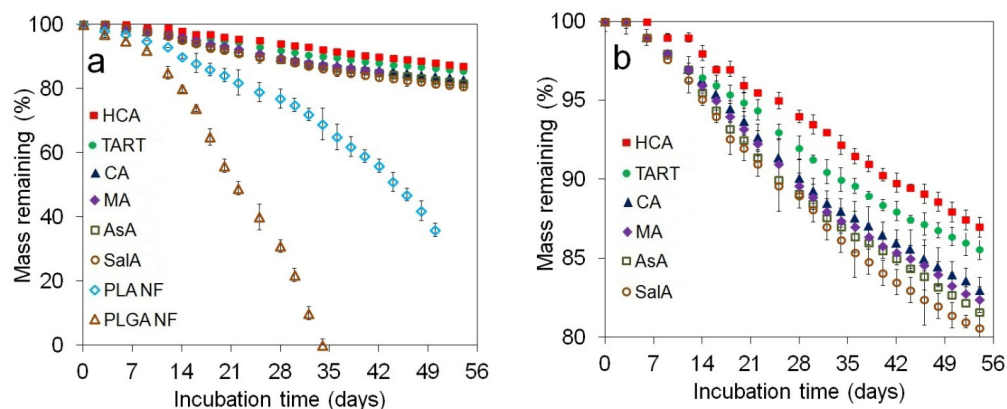 a
Mass remaining (%)
100
80
60
40
20
0
HCA
TART
CA
MA
AsA
SalA
PLA NF
PLGA NF
0 7 14 21 28 35 42 49 56
Incubation time (days)
b
Mass remaining (%)
100
95
90
85
80
HCA
TART
CA
MA
AsA
SalA
0 7 14 21 28 35 42 49 56
Incubation time (days)